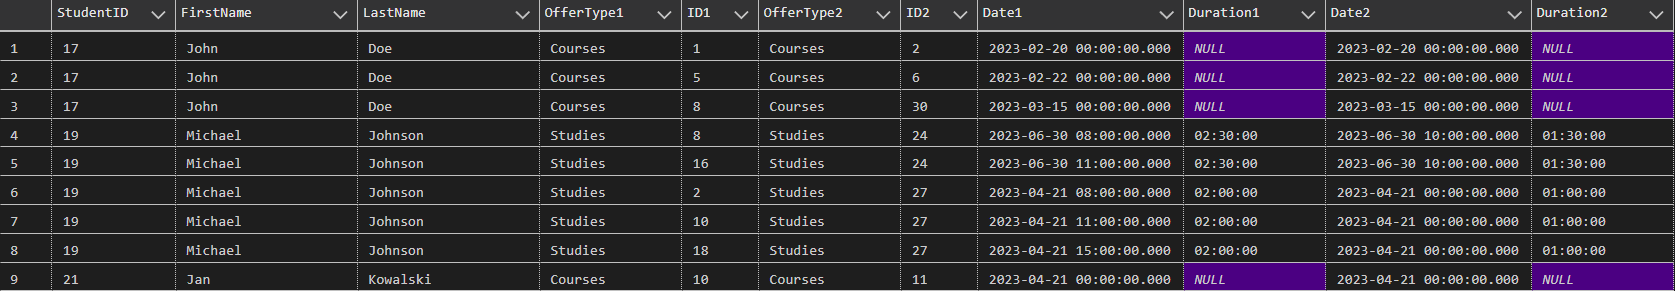 StudentID FirstName LastName OfferType1 ID1 OfferType2 ID2 Date1 Duration1 Date2 Duration2
1 17 John Doe Courses 1 Courses 2 2023-02-20 00:00:00.000 NULL 2023-02-20 00:00:00.000 NULL
2 17 John Doe Courses 5 Courses 6 2023-02-22 00:00:00.000 NULL 2023-02-22 00:00:00.000 NULL
3 17 John Doe Courses 8 Courses 30 2023-03-15 00:00:00.000 NULL 2023-03-15 00:00:00.000 NULL
4 19 Michael Johnson Studies 8 Studies 24 2023-06-30 08:00:00.000 02:30:00 2023-06-30 10:00:00.000 01:30:00
5 19 Michael Johnson Studies 16 Studies 24 2023-06-30 11:00:00.000 02:30:00 2023-06-30 10:00:00.000 01:30:00
6 19 Michael Johnson Studies 2 Studies 27 2023-04-21 08:00:00.000 02:00:00 2023-04-21 00:00:00.000 01:00:00
7 19 Michael Johnson Studies 10 Studies 27 2023-04-21 11:00:00.000 02:00:00 2023-04-21 00:00:00.000 01:00:00
8 19 Michael Johnson Studies 18 Studies 27 2023-04-21 15:00:00.000 02:00:00 2023-04-21 00:00:00.000 01:00:00
9 21 Jan Kowalski Courses 10 Courses 11 2023-04-21 00:00:00.000 NULL 2023-04-21 00:00:00.000 NULL